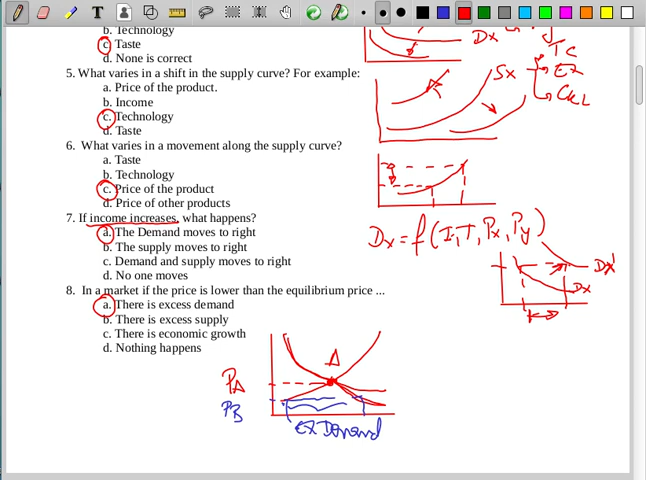 b. Technology
c. Taste
d. None is correct
5. What varies in a shift in the supply curve? For example:
a. Price of the product.
b. Income
c. Technology
d. Taste
6. What varies in a movement along the supply curve?
a. Taste
b. Technology
c. Price of the product
d. Price of other products
7. If income increases, what happens?
a. The Demand moves to right
b. The supply moves to right
c. Demand and supply moves to right
d. No one moves
8. In a market if the price is lower than the equilibrium price ...
a. There is excess demand
b. There is excess supply
c. There is economic growth
d. Nothing happens
Dx
TC
Sx
Dx = f(I, T, Px, Py)
Dx'
Dx
A
PA
PB
EX Demand